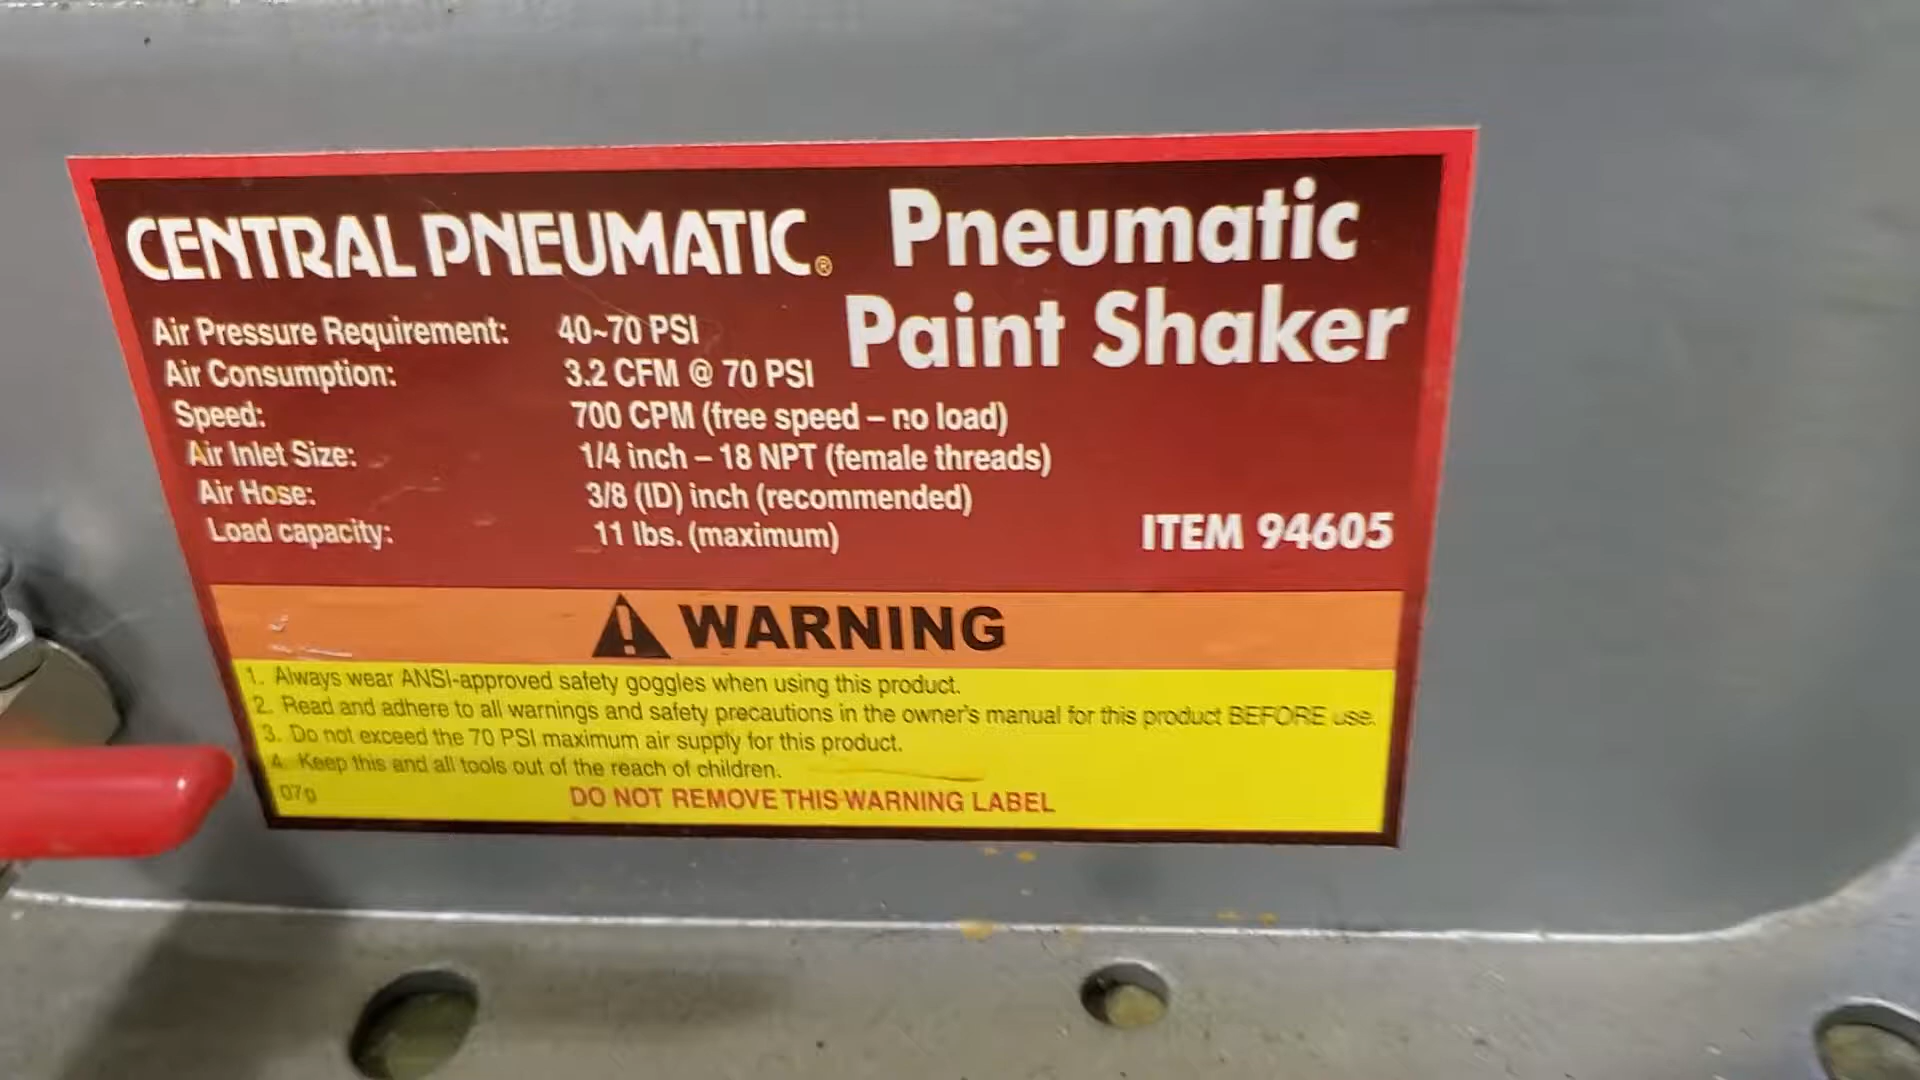 CENTRAL PNEUMATIC®
Pneumatic
Paint Shaker
Air Pressure Requirement: 40~70 PSI
Air Consumption: 3.2 CFM @ 70 PSI
Speed: 700 CPM (free speed – no load)
Air Inlet Size: 1/4 inch – 18 NPT (female threads)
Air Hose: 3/8 (ID) inch (recommended)
Load capacity: 11 lbs. (maximum)
ITEM 94605
WARNING
1. Always wear ANSI-approved safety goggles when using this product.
2. Read and adhere to all warnings and safety precautions in the owner's manual for this product BEFORE use.
3. Do not exceed the 70 PSI maximum air supply for this product.
4. Keep this and all tools out of the reach of children.
07g
DO NOT REMOVE THIS WARNING LABEL